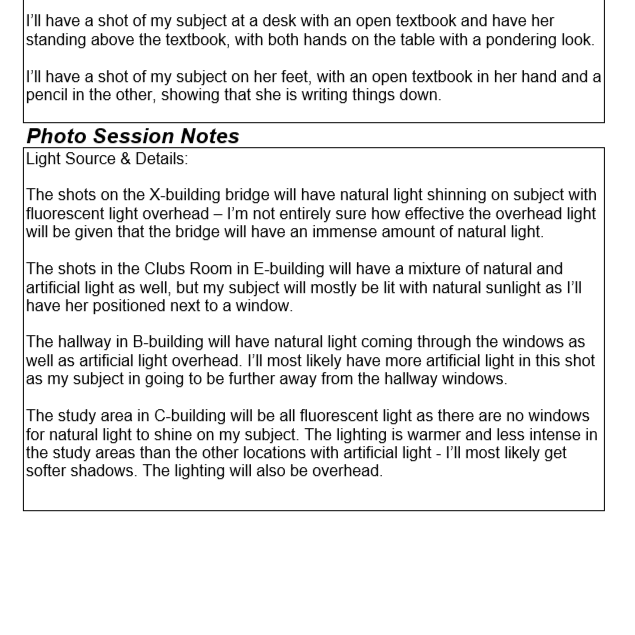 I'll have a shot of my subject at a desk with an open textbook and have her
standing above the textbook, with both hands on the table with a pondering look.
I'll have a shot of my subject on her feet, with an open textbook in her hand and a
pencil in the other, showing that she is writing things down.
Photo Session Notes
Light Source & Details:
The shots on the X-building bridge will have natural light shinning on subject with
fluorescent light overhead – I'm not entirely sure how effective the overhead light
will be given that the bridge will have an immense amount of natural light.
The shots in the Clubs Room in E-building will have a mixture of natural and
artificial light as well, but my subject will mostly be lit with natural sunlight as I'll
have her positioned next to a window.
The hallway in B-building will have natural light coming through the windows as
well as artificial light overhead. I'll most likely have more artificial light in this shot
as my subject in going to be further away from the hallway windows.
The study area in C-building will be all fluorescent light as there are no windows
for natural light to shine on my subject. The lighting is warmer and less intense in
the study areas than the other locations with artificial light - I'll most likely get
softer shadows. The lighting will also be overhead.